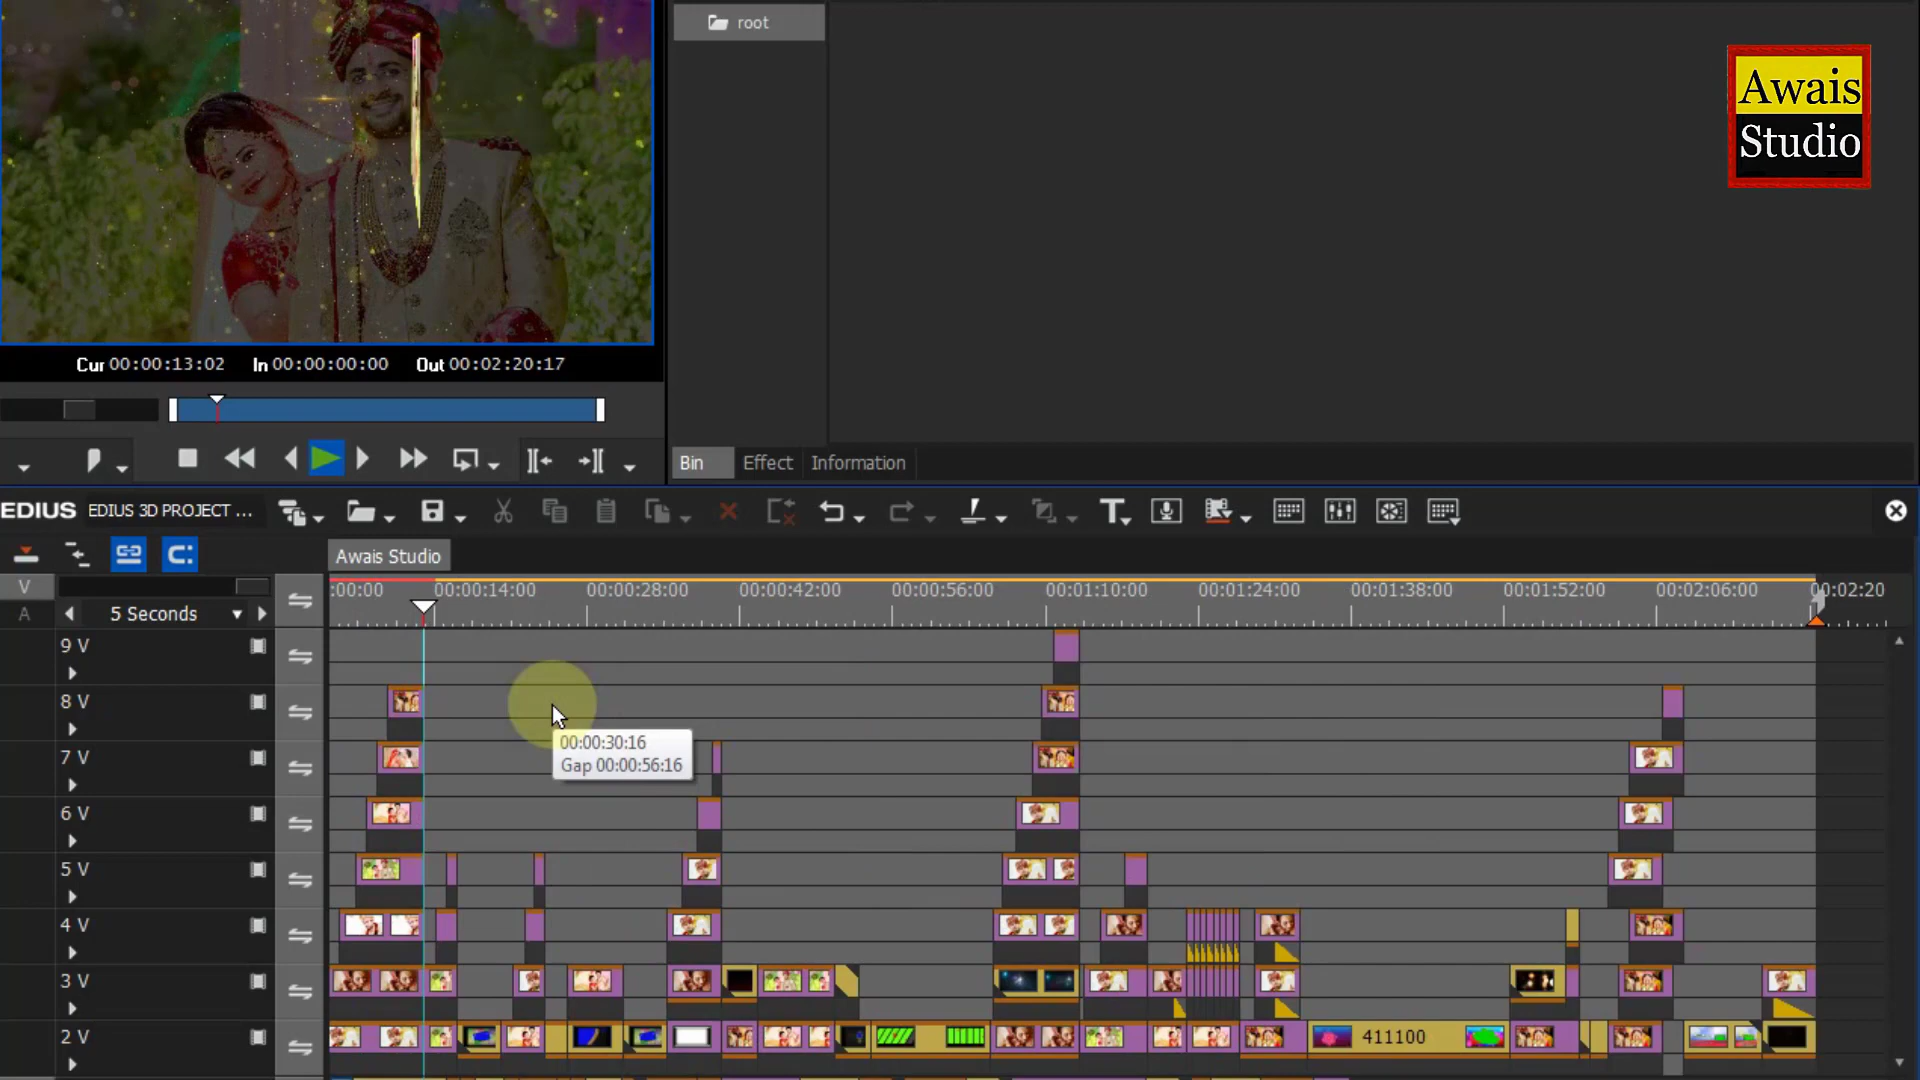 root
Awais
Studio
Cur 00:00:13:02 In 00:00:00:00 Out 00:02:20:17
Bin Effect Information
EDIUS EDIUS 3D PROJECT ...
Awais Studio
V
:00:00 00:00:14:00 00:00:28:00 00:00:42:00 00:00:56:00 00:01:10:00 00:01:24:00 00:01:38:00 00:01:52:00 00:02:06:00 00:02:20
A 5 Seconds
9 V
8 V
00:00:30:16
Gap 00:00:56:16
7 V
6 V
5 V
4 V
3 V
2 V
411100